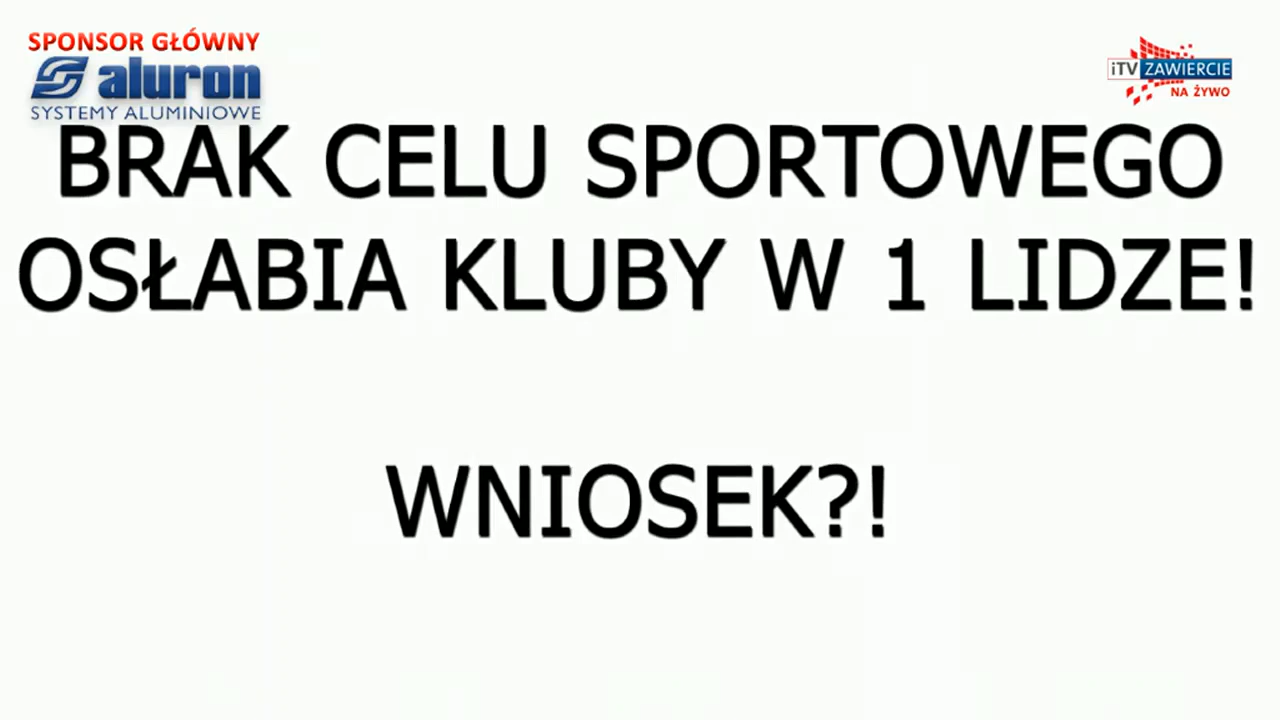 SPONSOR GŁÓWNY
aluron
SYSTEMY ALUMINIOWE
iTV ZAWIERCIE
NA ŻYWO
BRAK CELU SPORTOWEGO
OSŁABIA KLUBY W 1 LIDZE!
WNIOSEK?!